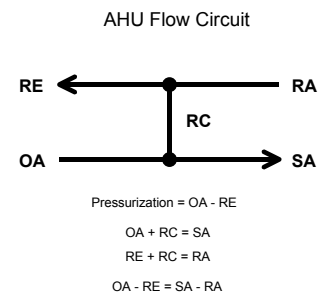 AHU Flow Circuit
RE RA
RC
OA SA
Pressurization = OA - RE
OA + RC = SA
RE + RC = RA
OA - RE = SA - RA